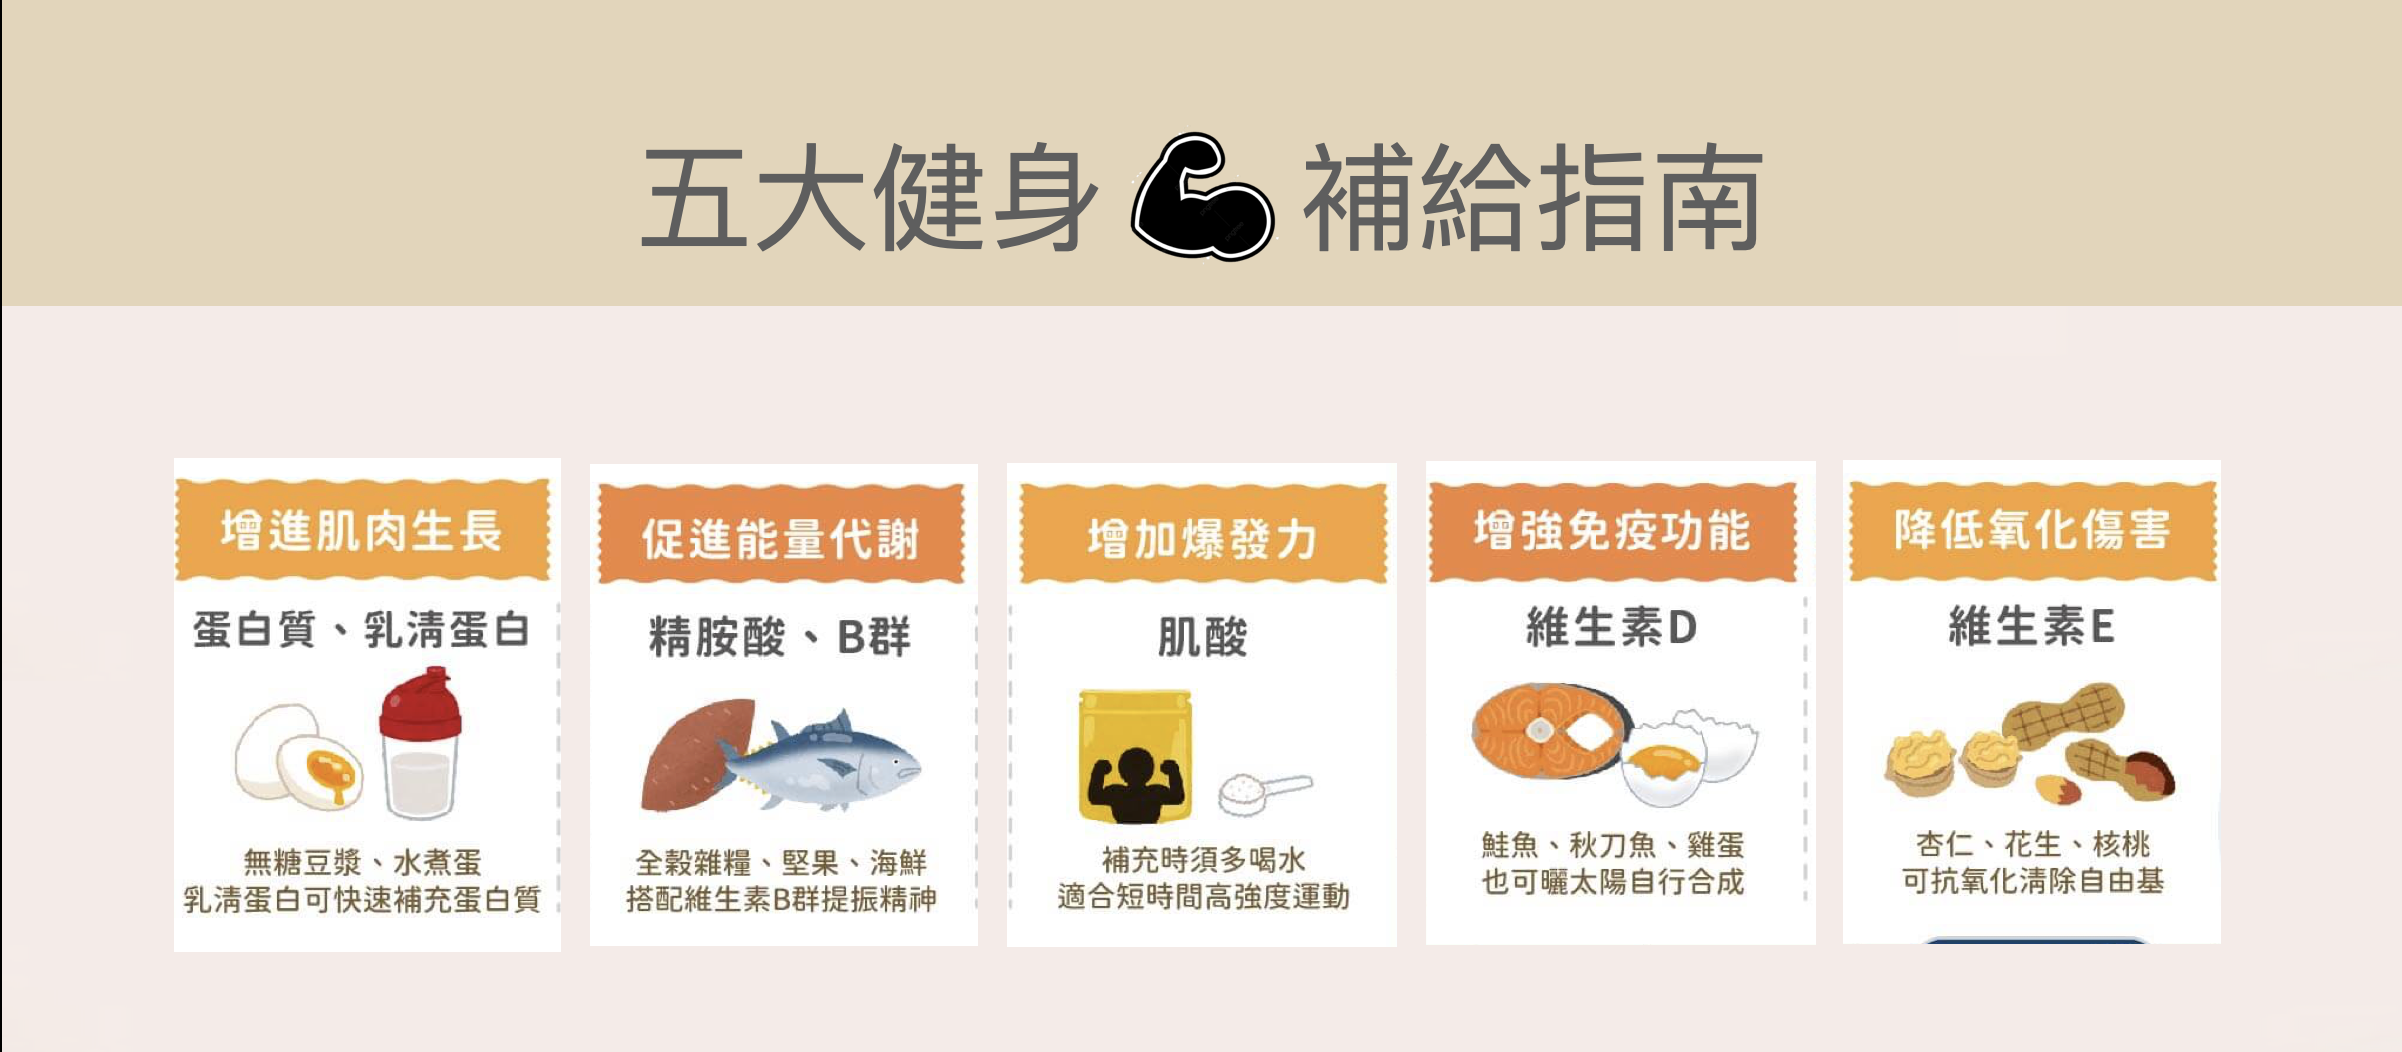 五大健身補給指南
增進肌肉生長
蛋白質、乳清蛋白
無糖豆漿、水煮蛋
乳清蛋白可快速補充蛋白質
促進能量代謝
精胺酸、B群
全穀雜糧、堅果、海鮮
搭配維生素B群提振精神
增加爆發力
肌酸
補充時須多喝水
適合短時間高強度運動
增強免疫功能
維生素D
鮭魚、秋刀魚、雞蛋
也可曬太陽自行合成
降低氧化傷害
維生素E
杏仁、花生、核桃
可抗氧化清除自由基